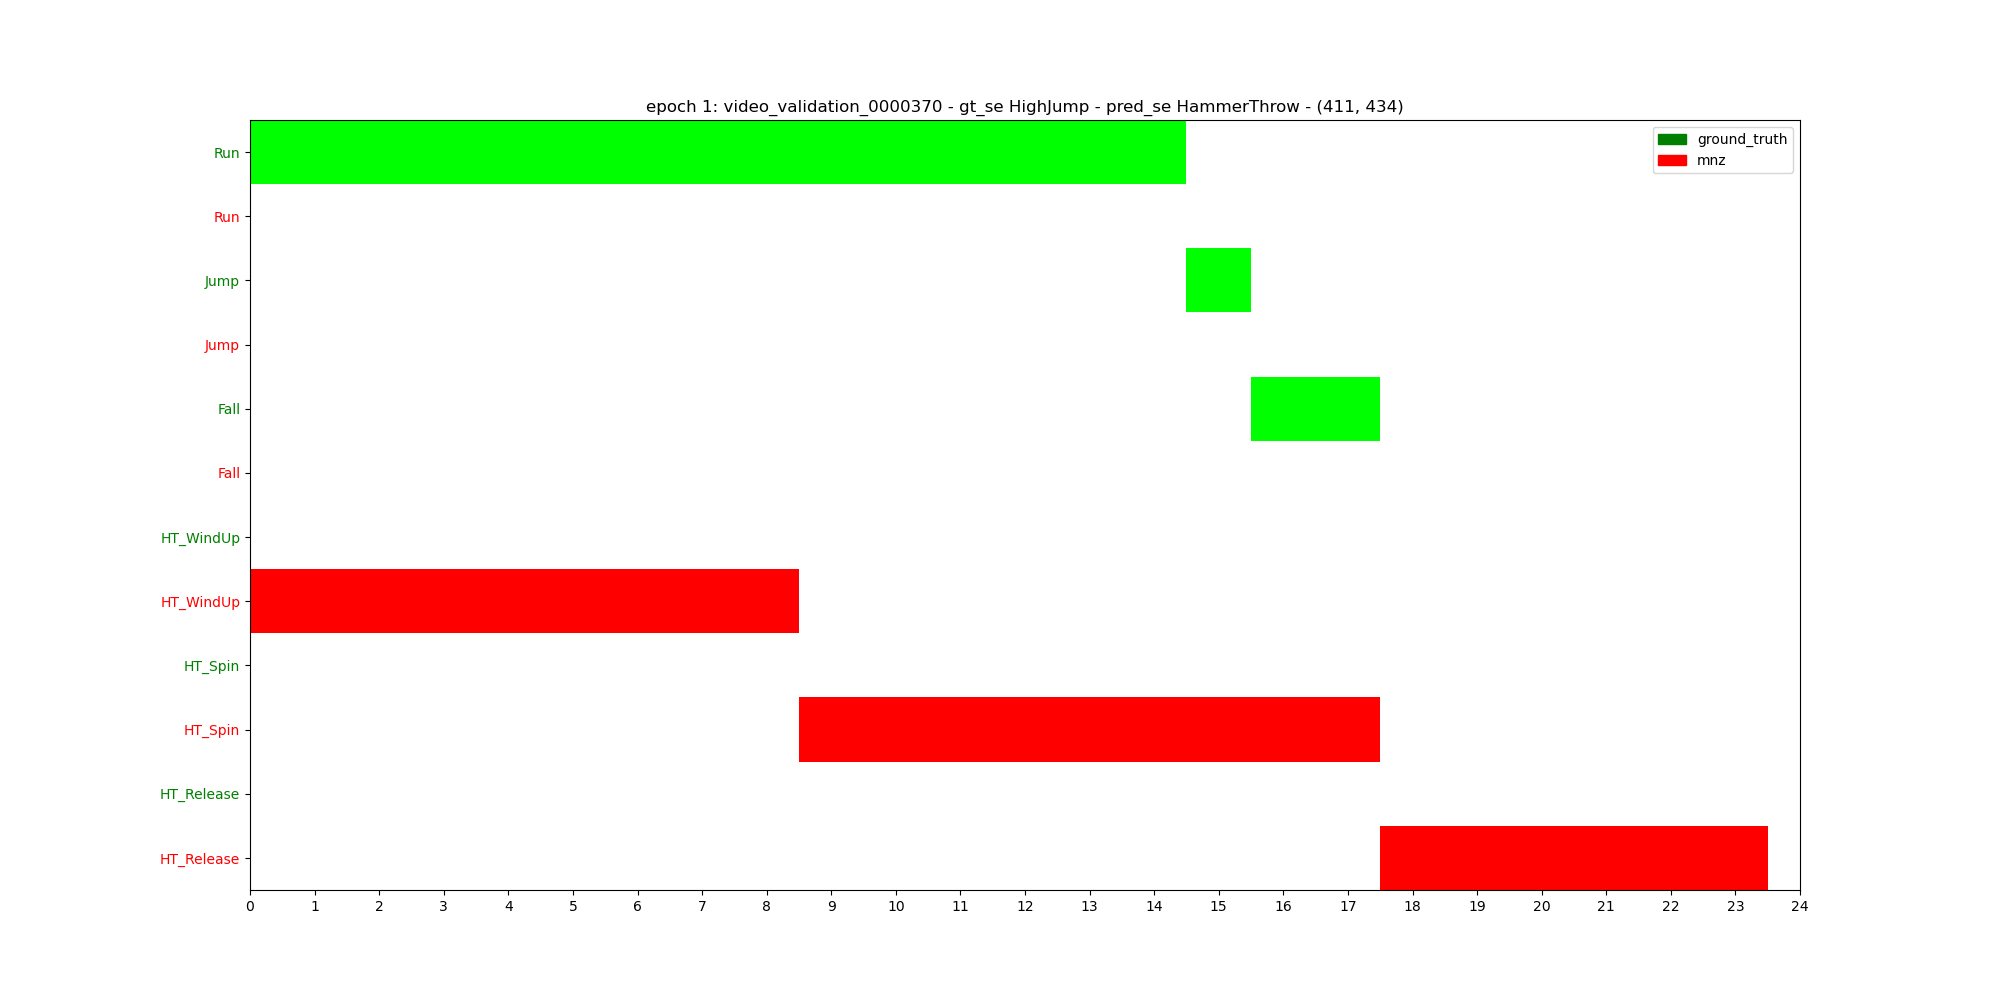 epoch 1: video_validation_0000370 - gt_se HighJump - pred_se HammerThrow - (411, 434)
ground_truth
mnz
Run
Run
Jump
Jump
Fall
Fall
HT_WindUp
HT_WindUp
HT_Spin
HT_Spin
HT_Release
HT_Release
0 1 2 3 4 5 6 7 8 9 10 11 12 13 14 15 16 17 18 19 20 21 22 23 24